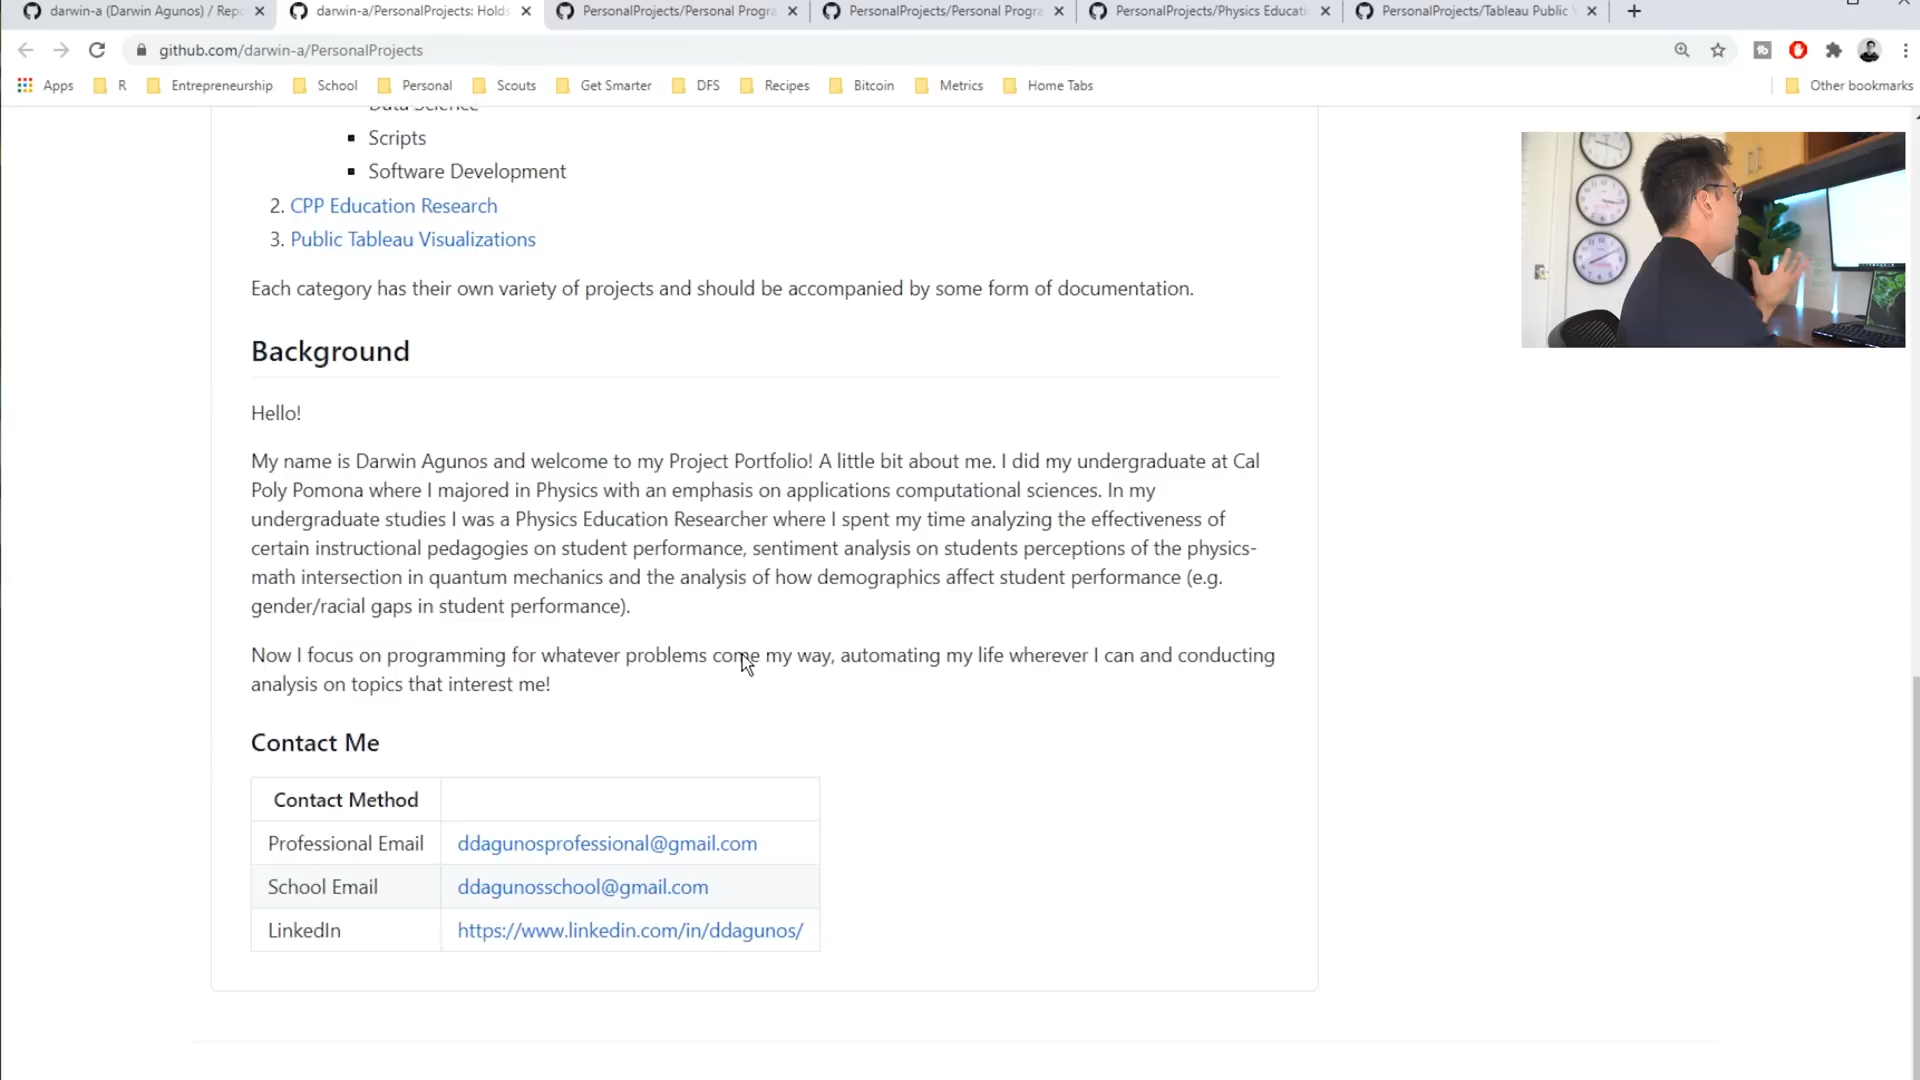 darwin-a (Darwin Agunos) / Repo
darwin-a/PersonalProjects: Holds
PersonalProjects/Personal Progra
PersonalProjects/Personal Progra
PersonalProjects/Physics Educati
PersonalProjects/Tableau Public
github.com/darwin-a/PersonalProjects
Apps
R
Entrepreneurship
School
Personal
Scouts
Get Smarter
DFS
Recipes
Bitcoin
Metrics
Home Tabs
Other bookmarks
Data Science
▪ Scripts
▪ Software Development
2. CPP Education Research
3. Public Tableau Visualizations
Each category has their own variety of projects and should be accompanied by some form of documentation.
Background
Hello!
My name is Darwin Agunos and welcome to my Project Portfolio! A little bit about me. I did my undergraduate at Cal
Poly Pomona where I majored in Physics with an emphasis on applications computational sciences. In my
undergraduate studies I was a Physics Education Researcher where I spent my time analyzing the effectiveness of
certain instructional pedagogies on student performance, sentiment analysis on students perceptions of the physics-
math intersection in quantum mechanics and the analysis of how demographics affect student performance (e.g.
gender/racial gaps in student performance).
Now I focus on programming for whatever problems come my way, automating my life wherever I can and conducting
analysis on topics that interest me!
Contact Me
Contact Method
Professional Email ddagunosprofessional@gmail.com
School Email ddagunosschool@gmail.com
LinkedIn https://www.linkedin.com/in/ddagunos/